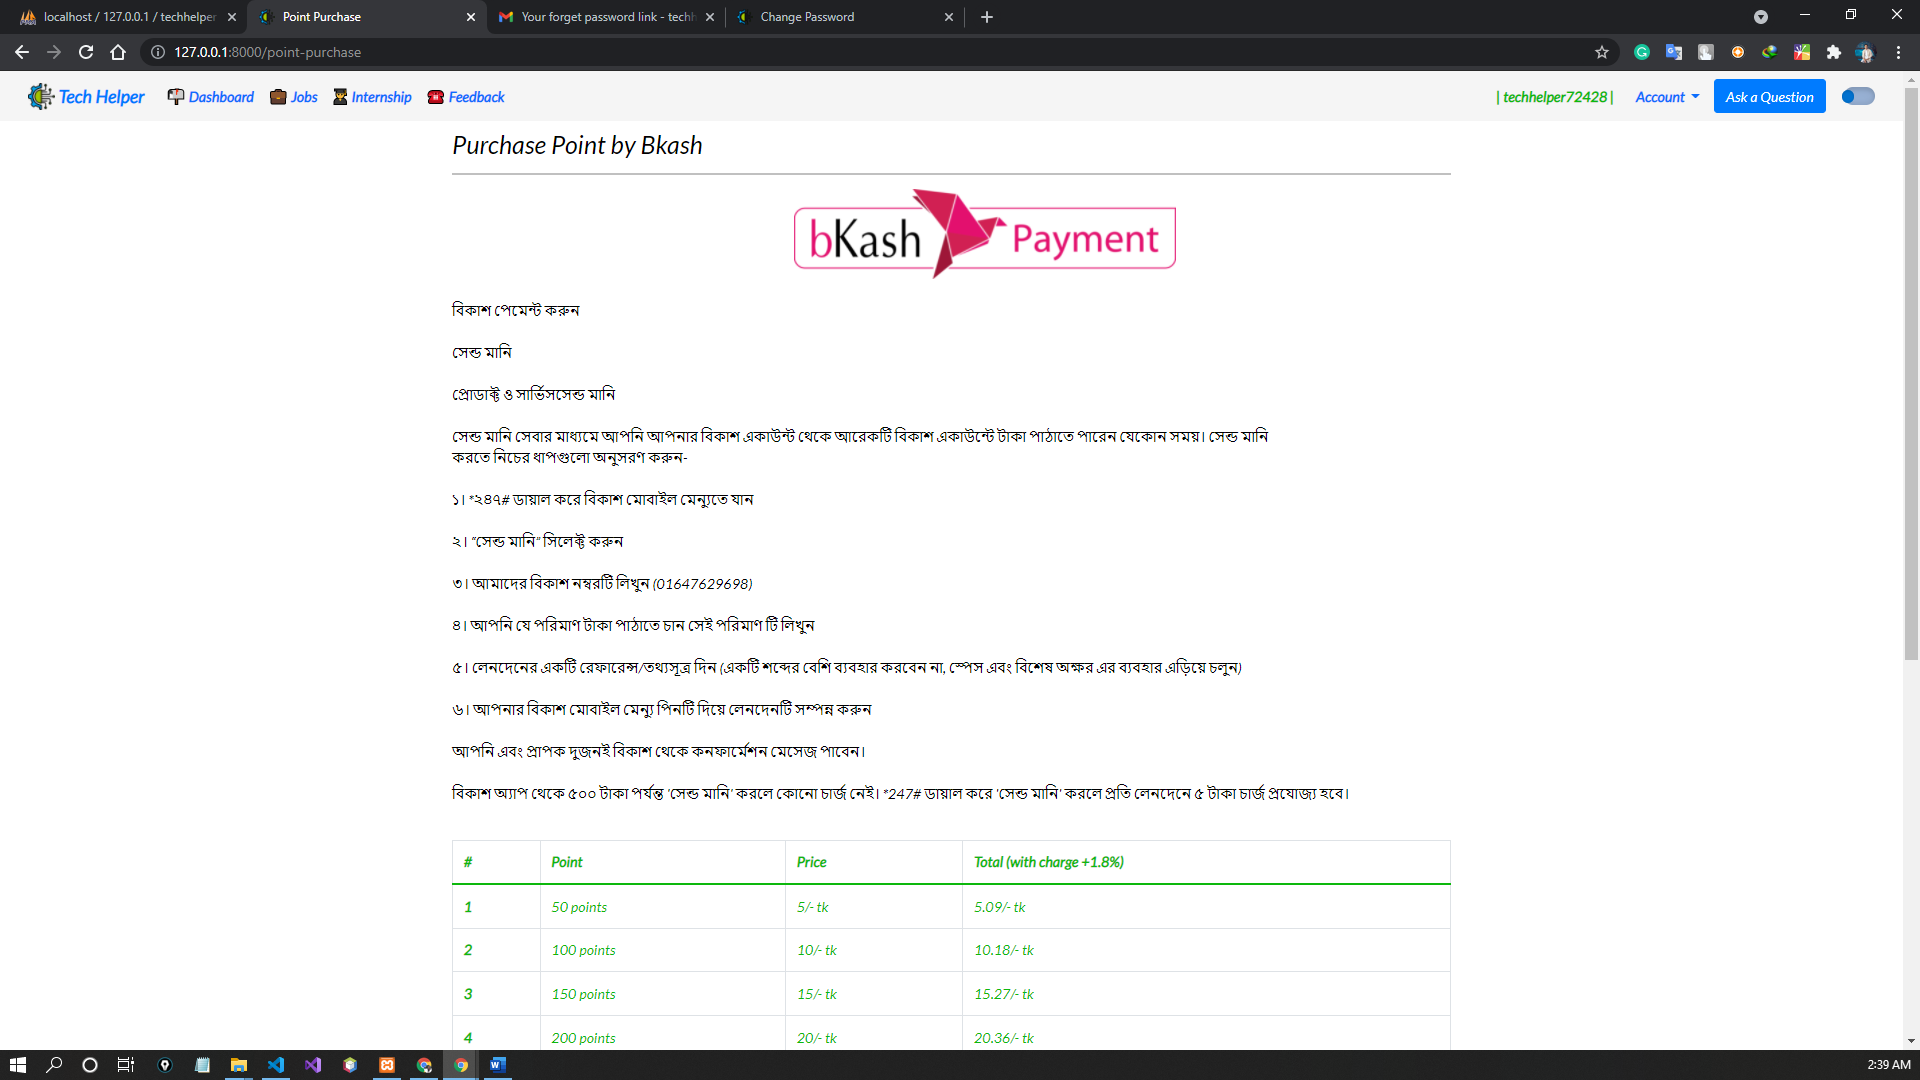 localhost / 127.0.0.1 / techhelper
Point Purchase
Your forget password link - techh
Change Password
127.0.0.1:8000/point-purchase
Tech Helper
Dashboard
Jobs
Internship
Feedback
| techhelper72428 |
Account
Ask a Question
Purchase Point by Bkash
bKash Payment
বিকাশ পেমেন্ট করুন
সেন্ড মানি
প্রোডাক্ট ও সার্ভিসসেন্ড মানি
সেন্ড মানি সেবার মাধ্যমে আপনি আপনার বিকাশ একাউন্ট থেকে আরেকটি বিকাশ একাউন্টে টাকা পাঠাতে পারেন যেকোন সময়। সেন্ড মানি
করতে নিচের ধাপগুলো অনুসরণ করুন-
১। *২৪৭# ডায়াল করে বিকাশ মোবাইল মেন্যুতে যান
২। "সেন্ড মানি" সিলেক্ট করুন
৩। আমাদের বিকাশ নম্বরটি লিখুন (01647629698)
৪। আপনি যে পরিমাণ টাকা পাঠাতে চান সেই পরিমাণ টি লিখুন
৫। লেনদেনের একটি রেফারেন্স/তথ্যসূত্র দিন (একটি শব্দের বেশি ব্যবহার করবেন না, স্পেস এবং বিশেষ অক্ষর এর ব্যবহার এড়িয়ে চলুন)
৬। আপনার বিকাশ মোবাইল মেন্যু পিনটি দিয়ে লেনদেনটি সম্পন্ন করুন
আপনি এবং প্রাপক দুজনই বিকাশ থেকে কনফার্মেশন মেসেজ পাবেন।
বিকাশ অ্যাপ থেকে ৫০০ টাকা পর্যন্ত 'সেন্ড মানি' করলে কোনো চার্জ নেই। *247# ডায়াল করে 'সেন্ড মানি' করলে প্রতি লেনদেনে ৫ টাকা চার্জ প্রযোজ্য হবে।
# Point Price Total (with charge +1.8%)
1 50 points 5/- tk 5.09/- tk
2 100 points 10/- tk 10.18/- tk
3 150 points 15/- tk 15.27/- tk
4 200 points 20/- tk 20.36/- tk
2:39 AM